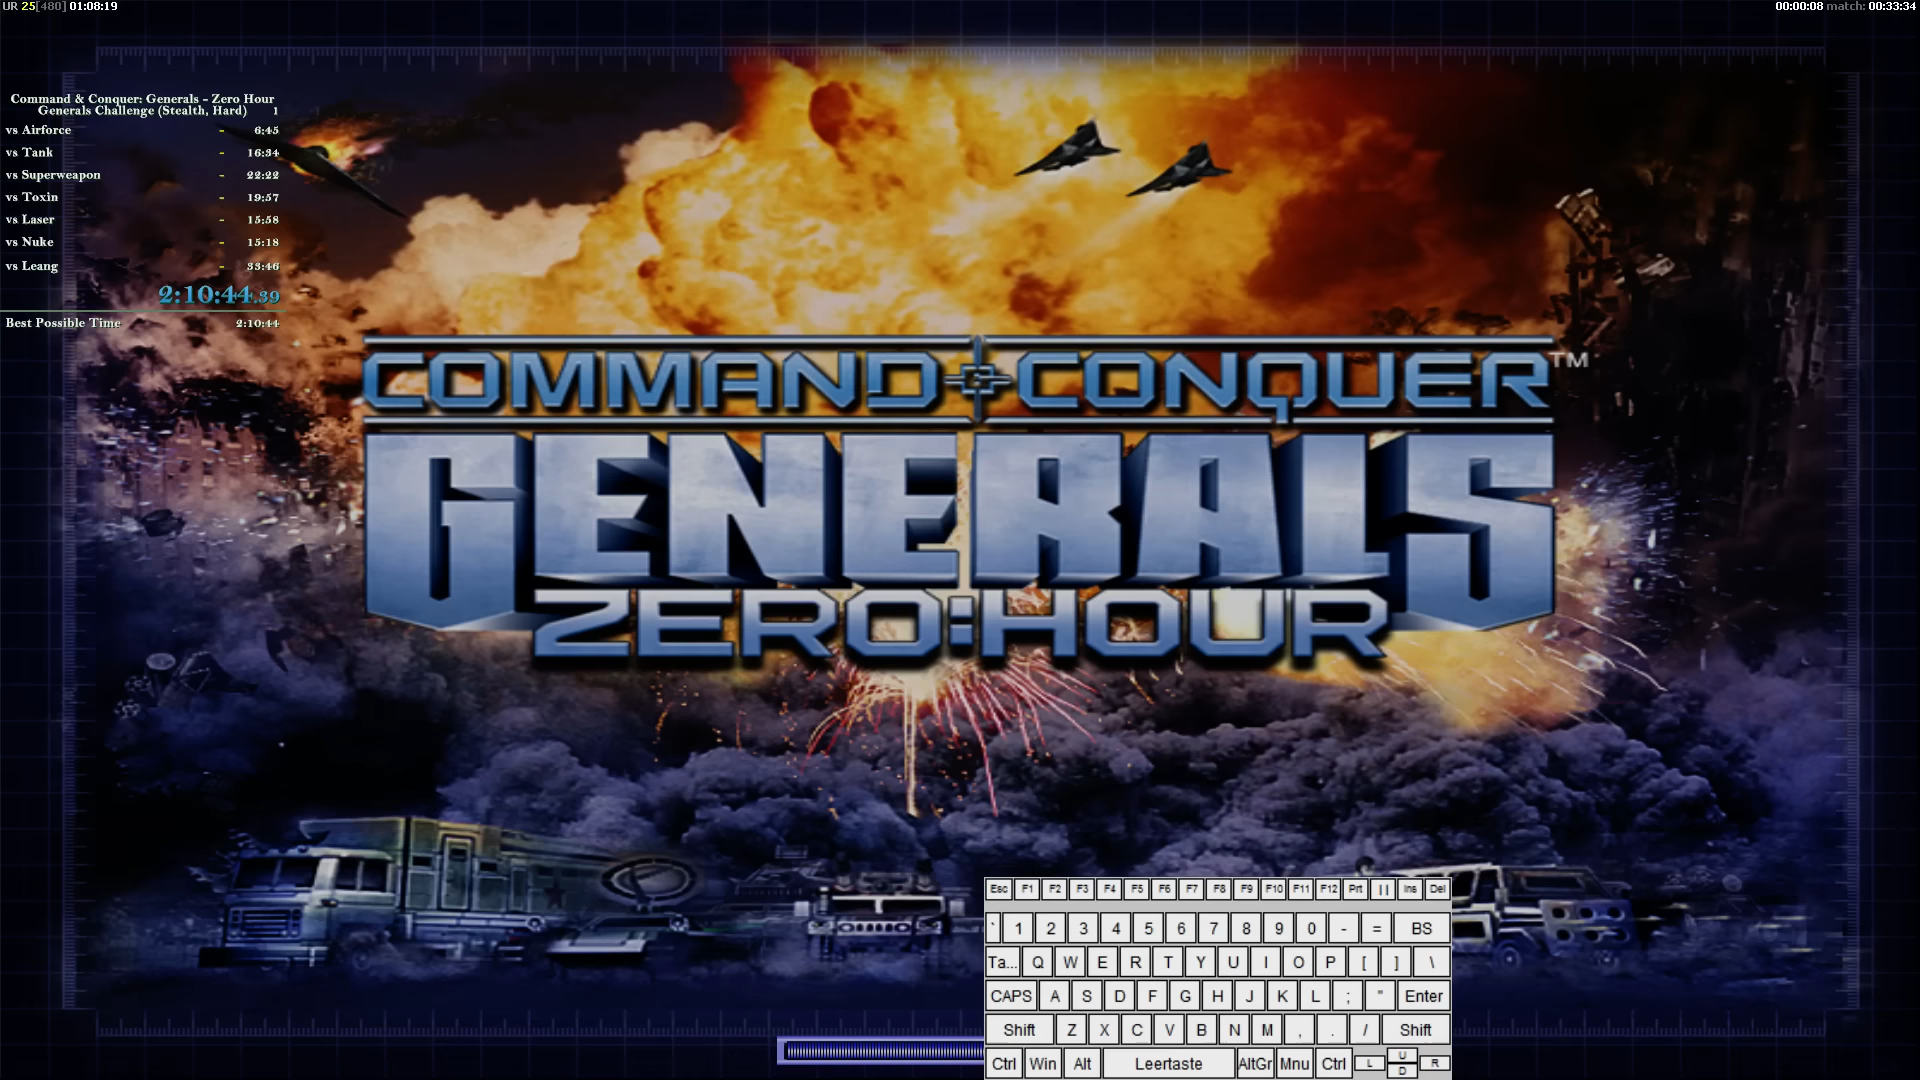 UR 25[480] 01:08:19
00:00:08 match: 00:33:34
Command & Conquer: Generals - Zero Hour
Generals Challenge (Stealth, Hard) 1
vs Airforce - 6:45
vs Tank - 16:34
vs Superweapon - 22:22
vs Toxin - 19:57
vs Laser - 15:58
vs Nuke - 15:18
vs Leang - 33:46
2:10:44.39
Best Possible Time 2:10:44
COMMAND CONQUER™
GENERALS
ZERO:HOUR
Esc F1 F2 F3 F4 F5 F6 F7 F8 F9 F10 F11 F12 Prt | | Ins Del
` 1 2 3 4 5 6 7 8 9 0 - = BS
Ta... Q W E R T Y U I O P [ ] \
CAPS A S D F G H J K L ; " Enter
Shift Z X C V B N M , . / Shift
Ctrl Win Alt Leertaste AltGr Mnu Ctrl L U D R